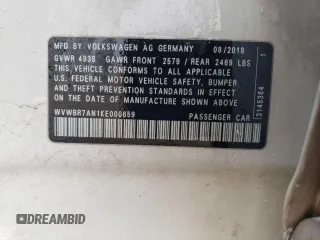 MFD BY VOLKSWAGEN AG GERMANY 08/2018
GVWR 4938 GAWR FRONT 2579 / REAR 2469 LBS
THIS VEHICLE CONFORMS TO ALL APPLICABLE U.S.
FEDERAL MOTOR VEHICLE SAFETY, BUMPER
AND THEFT PREVENTION STANDARDS IN EFFECT ON THE
DATE OF MANUFACTURE SHOWN ABOVE
WVWBR7AN1KE000659 PASSENGER CAR
3145364
1
DREAMBID